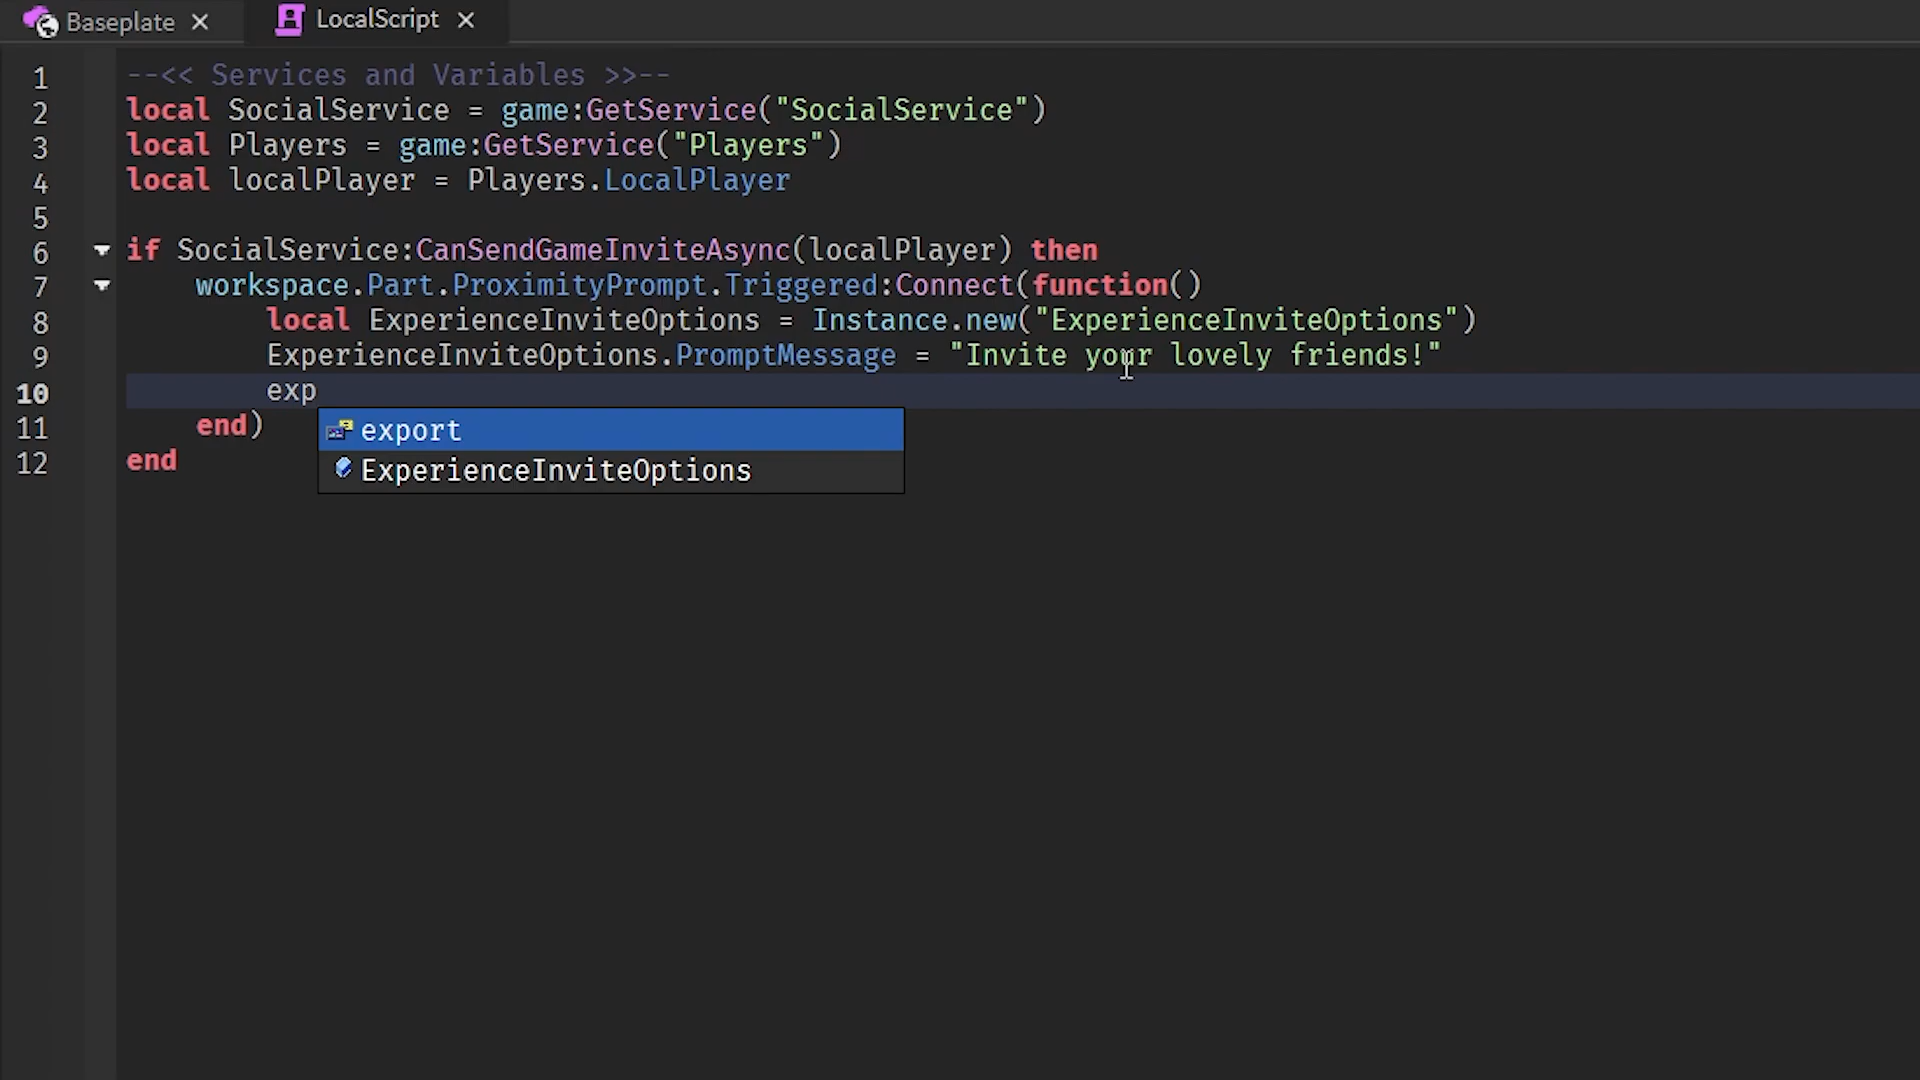 Baseplate LocalScript
1 --<< Services and Variables >>--
2 local SocialService = game:GetService("SocialService")
3 local Players = game:GetService("Players")
4 local localPlayer = Players.LocalPlayer
5
6 if SocialService:CanSendGameInviteAsync(localPlayer) then
7 workspace.Part.ProximityPrompt.Triggered:Connect(function()
8 local ExperienceInviteOptions = Instance.new("ExperienceInviteOptions")
9 ExperienceInviteOptions.PromptMessage = "Invite your lovely friends!"
10 exp
11 end)
12 end
export
ExperienceInviteOptions